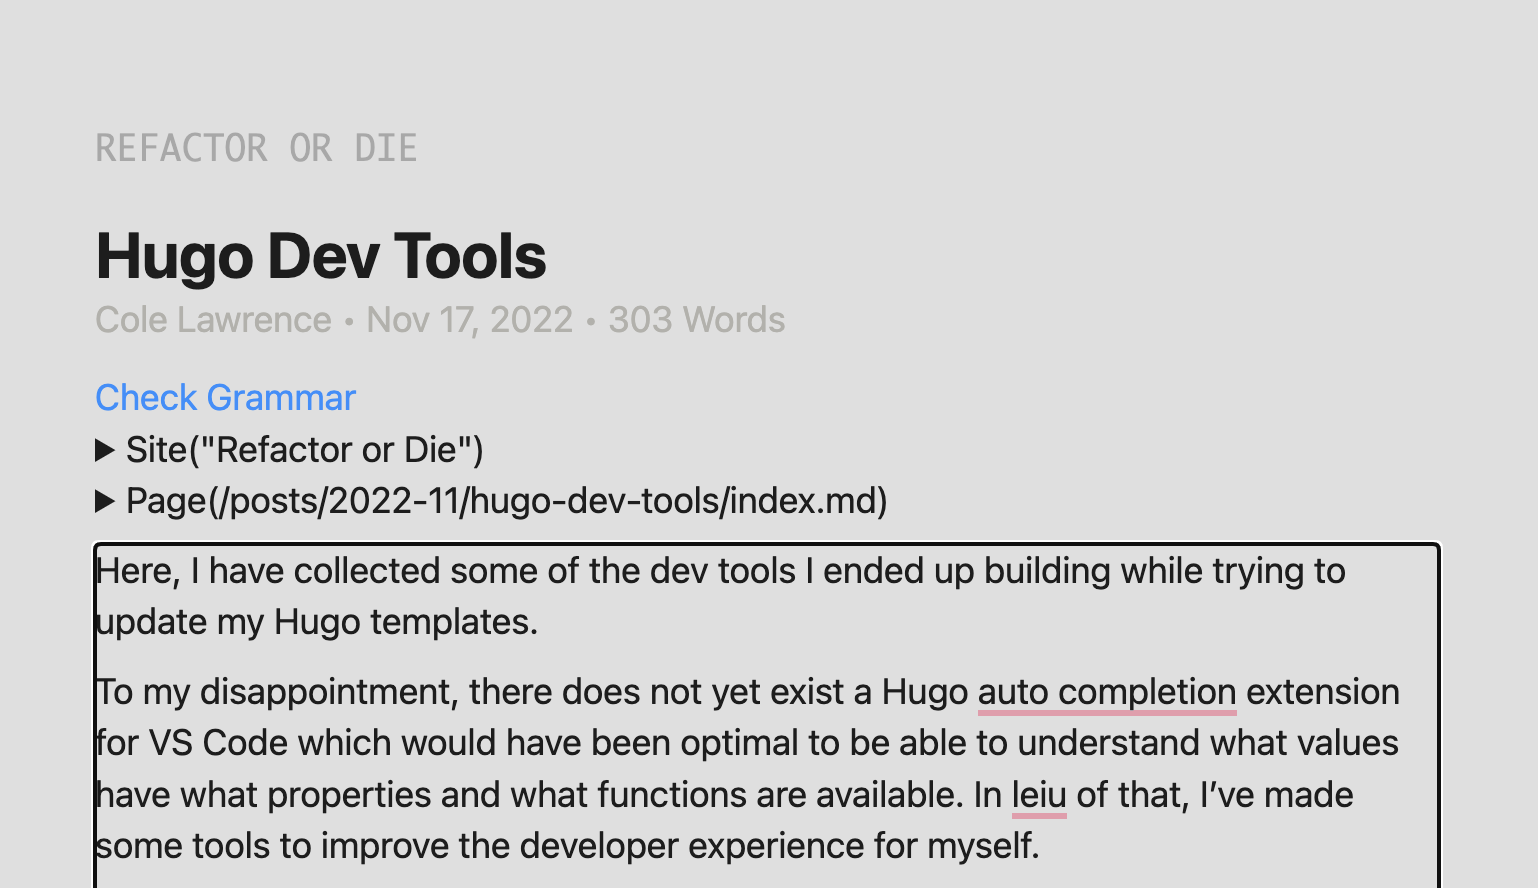 REFACTOR OR DIE
Hugo Dev Tools
Cole Lawrence • Nov 17, 2022 • 303 Words
Check Grammar
▶ Site("Refactor or Die")
▶ Page(/posts/2022-11/hugo-dev-tools/index.md)
Here, I have collected some of the dev tools I ended up building while trying to
update my Hugo templates.
To my disappointment, there does not yet exist a Hugo auto completion extension
for VS Code which would have been optimal to be able to understand what values
have what properties and what functions are available. In leiu of that, I’ve made
some tools to improve the developer experience for myself.